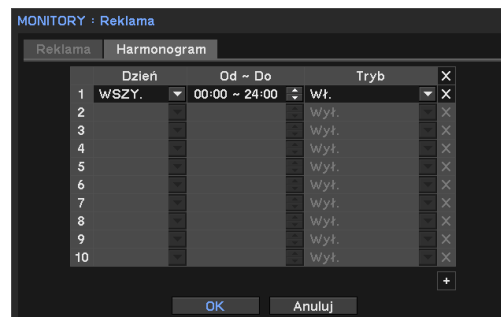 MONITORY : Reklama
Reklama Harmonogram
Dzień Od ~ Do Tryb X
1 WSZY. 00:00 ~ 24:00 Wł. X
2 Wył. X
3 Wył. X
4 Wył. X
5 Wył. X
6 Wył. X
7 Wył. X
8 Wył. X
9 Wył. X
10 Wył. X
+
OK Anuluj